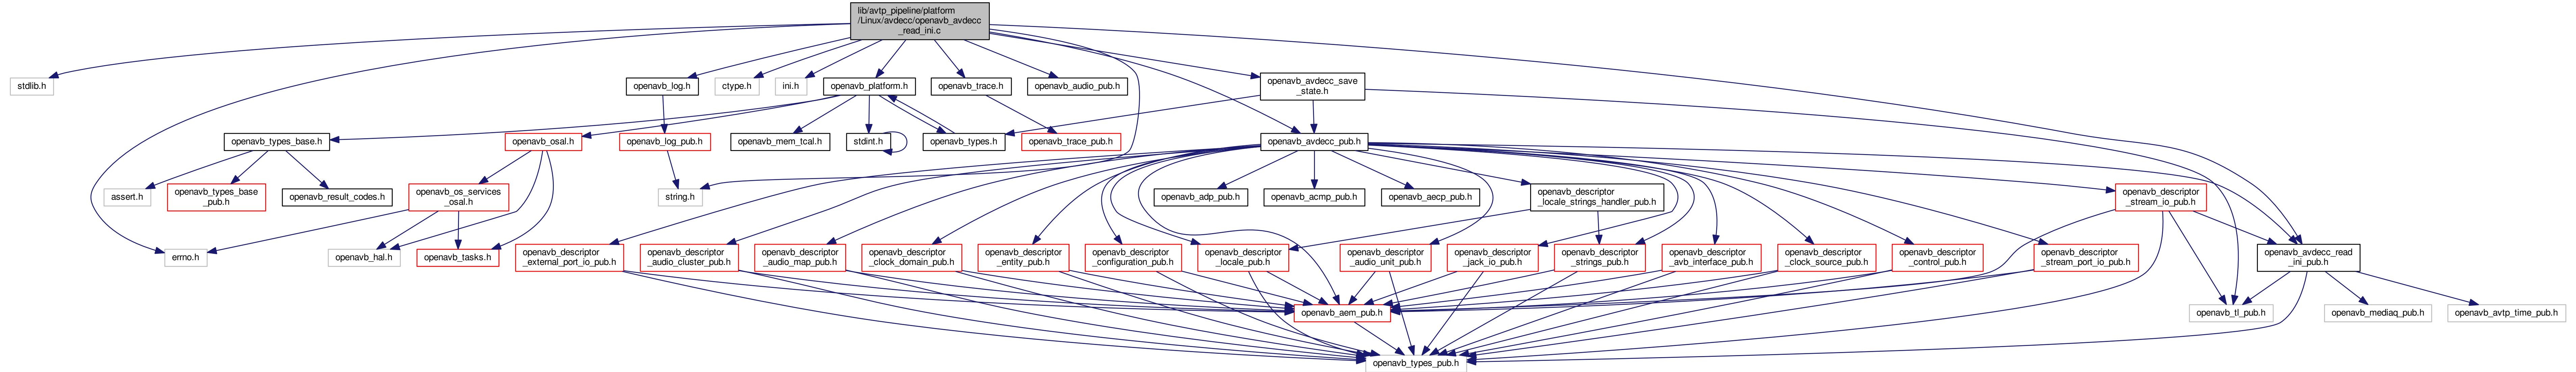 lib/avtp_pipeline/platform
/Linux/avdecc/openavb_avdecc
_read_ini.c
stdlib.h
openavb_log.h
ctype.h
ini.h
openavb_platform.h
openavb_trace.h
openavb_audio_pub.h
openavb_avdecc_save
_state.h
openavb_types_base.h
openavb_osal.h
openavb_log_pub.h
openavb_mem_tcal.h
stdint.h
openavb_types.h
openavb_trace_pub.h
openavb_avdecc_pub.h
assert.h
openavb_types_base
_pub.h
openavb_result_codes.h
openavb_os_services
_osal.h
string.h
openavb_adp_pub.h
openavb_acmp_pub.h
openavb_aecp_pub.h
openavb_descriptor
_locale_strings_handler_pub.h
openavb_descriptor
_stream_io_pub.h
errno.h
openavb_hal.h
openavb_tasks.h
openavb_descriptor
_external_port_io_pub.h
openavb_descriptor
_audio_cluster_pub.h
openavb_descriptor
_audio_map_pub.h
openavb_descriptor
_clock_domain_pub.h
openavb_descriptor
_entity_pub.h
openavb_descriptor
_configuration_pub.h
openavb_descriptor
_locale_pub.h
openavb_descriptor
_audio_unit_pub.h
openavb_descriptor
_jack_io_pub.h
openavb_descriptor
_strings_pub.h
openavb_descriptor
_avb_interface_pub.h
openavb_descriptor
_clock_source_pub.h
openavb_descriptor
_control_pub.h
openavb_descriptor
_stream_port_io_pub.h
openavb_avdecc_read
_ini_pub.h
openavb_aem_pub.h
openavb_tl_pub.h
openavb_mediaq_pub.h
openavb_avtp_time_pub.h
openavb_types_pub.h